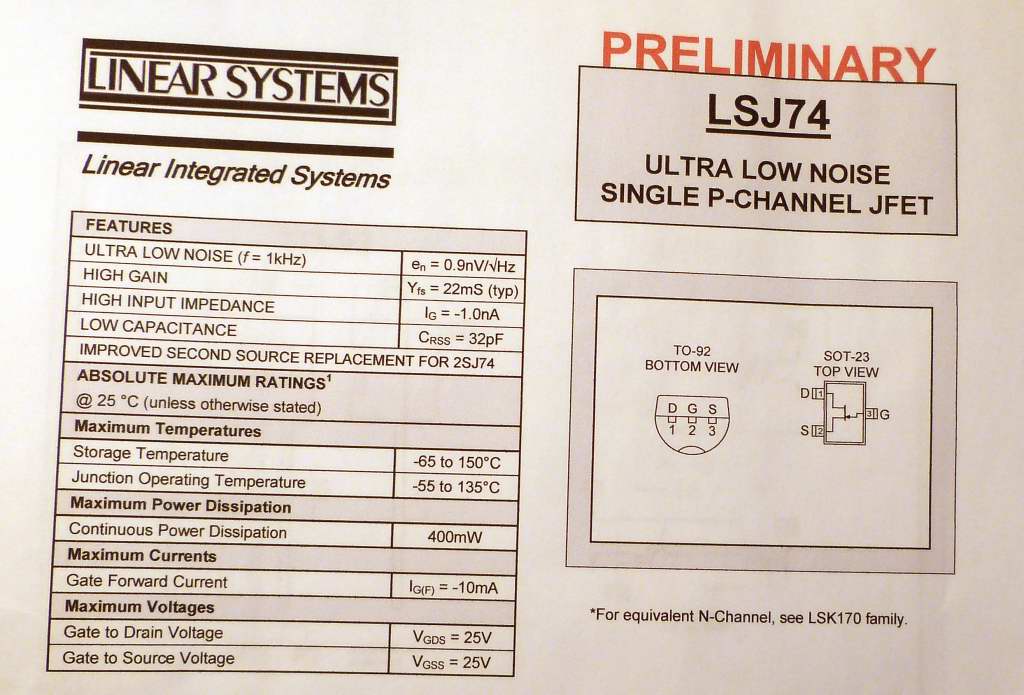 LINEAR SYSTEMS
Linear Integrated Systems
PRELIMINARY
LSJ74
ULTRA LOW NOISE
SINGLE P-CHANNEL JFET
FEATURES
ULTRA LOW NOISE (f = 1kHz) en = 0.9nV/√Hz
HIGH GAIN Yfs = 22mS (typ)
HIGH INPUT IMPEDANCE IG = -1.0nA
LOW CAPACITANCE CRSS = 32pF
IMPROVED SECOND SOURCE REPLACEMENT FOR 2SJ74
ABSOLUTE MAXIMUM RATINGS¹
@ 25 °C (unless otherwise stated)
Maximum Temperatures
Storage Temperature -65 to 150°C
Junction Operating Temperature -55 to 135°C
Maximum Power Dissipation
Continuous Power Dissipation 400mW
Maximum Currents
Gate Forward Current IG(F) = -10mA
Maximum Voltages
Gate to Drain Voltage VGDS = 25V
Gate to Source Voltage VGSS = 25V
TO-92
BOTTOM VIEW
D G S
1 2 3
SOT-23
TOP VIEW
D 1
3 G
S 2
*For equivalent N-Channel, see LSK170 family.